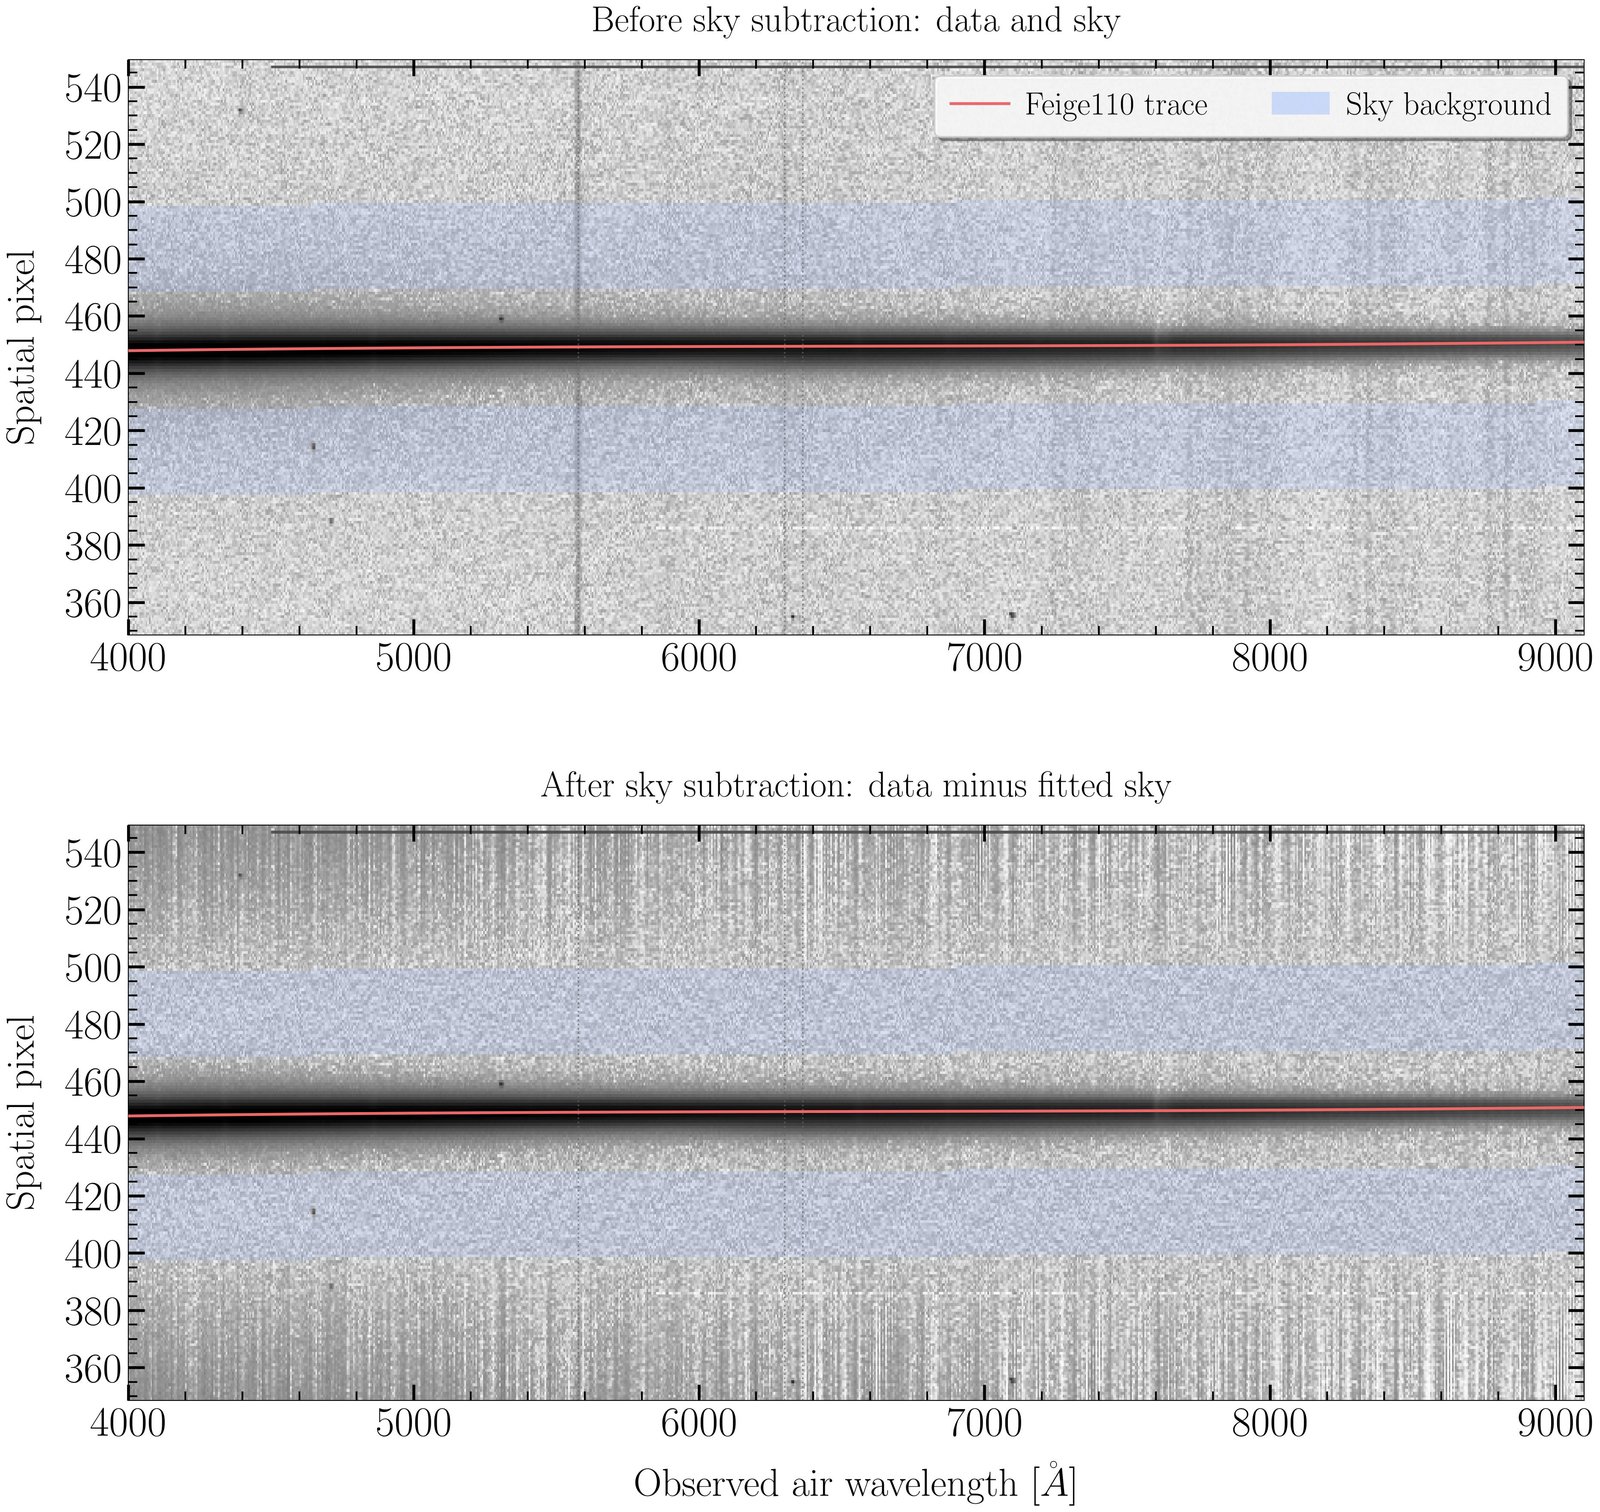 Before sky subtraction: data and sky
Feige110 trace
Sky background
540
520
500
480
460
440
420
400
380
360
Spatial pixel
4000 5000 6000 7000 8000 9000
After sky subtraction: data minus fitted sky
540
520
500
480
460
440
420
400
380
360
Spatial pixel
4000 5000 6000 7000 8000 9000
Observed air wavelength [Å]